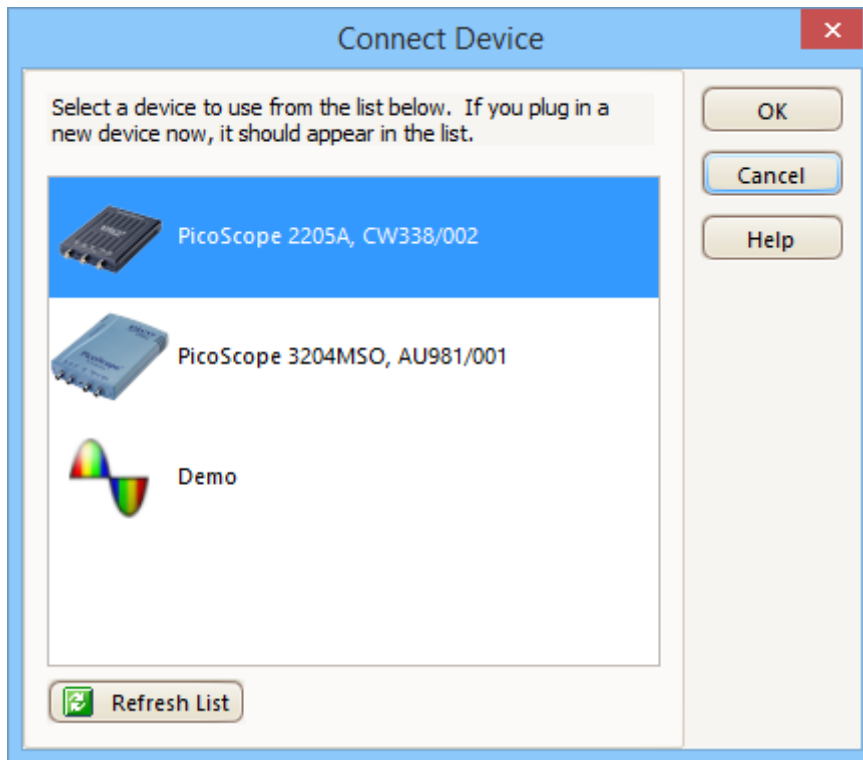 Connect Device
Select a device to use from the list below. If you plug in a
new device now, it should appear in the list.
OK
Cancel
Help
PicoScope 2205A, CW338/002
PicoScope 3204MSO, AU981/001
Demo
Refresh List